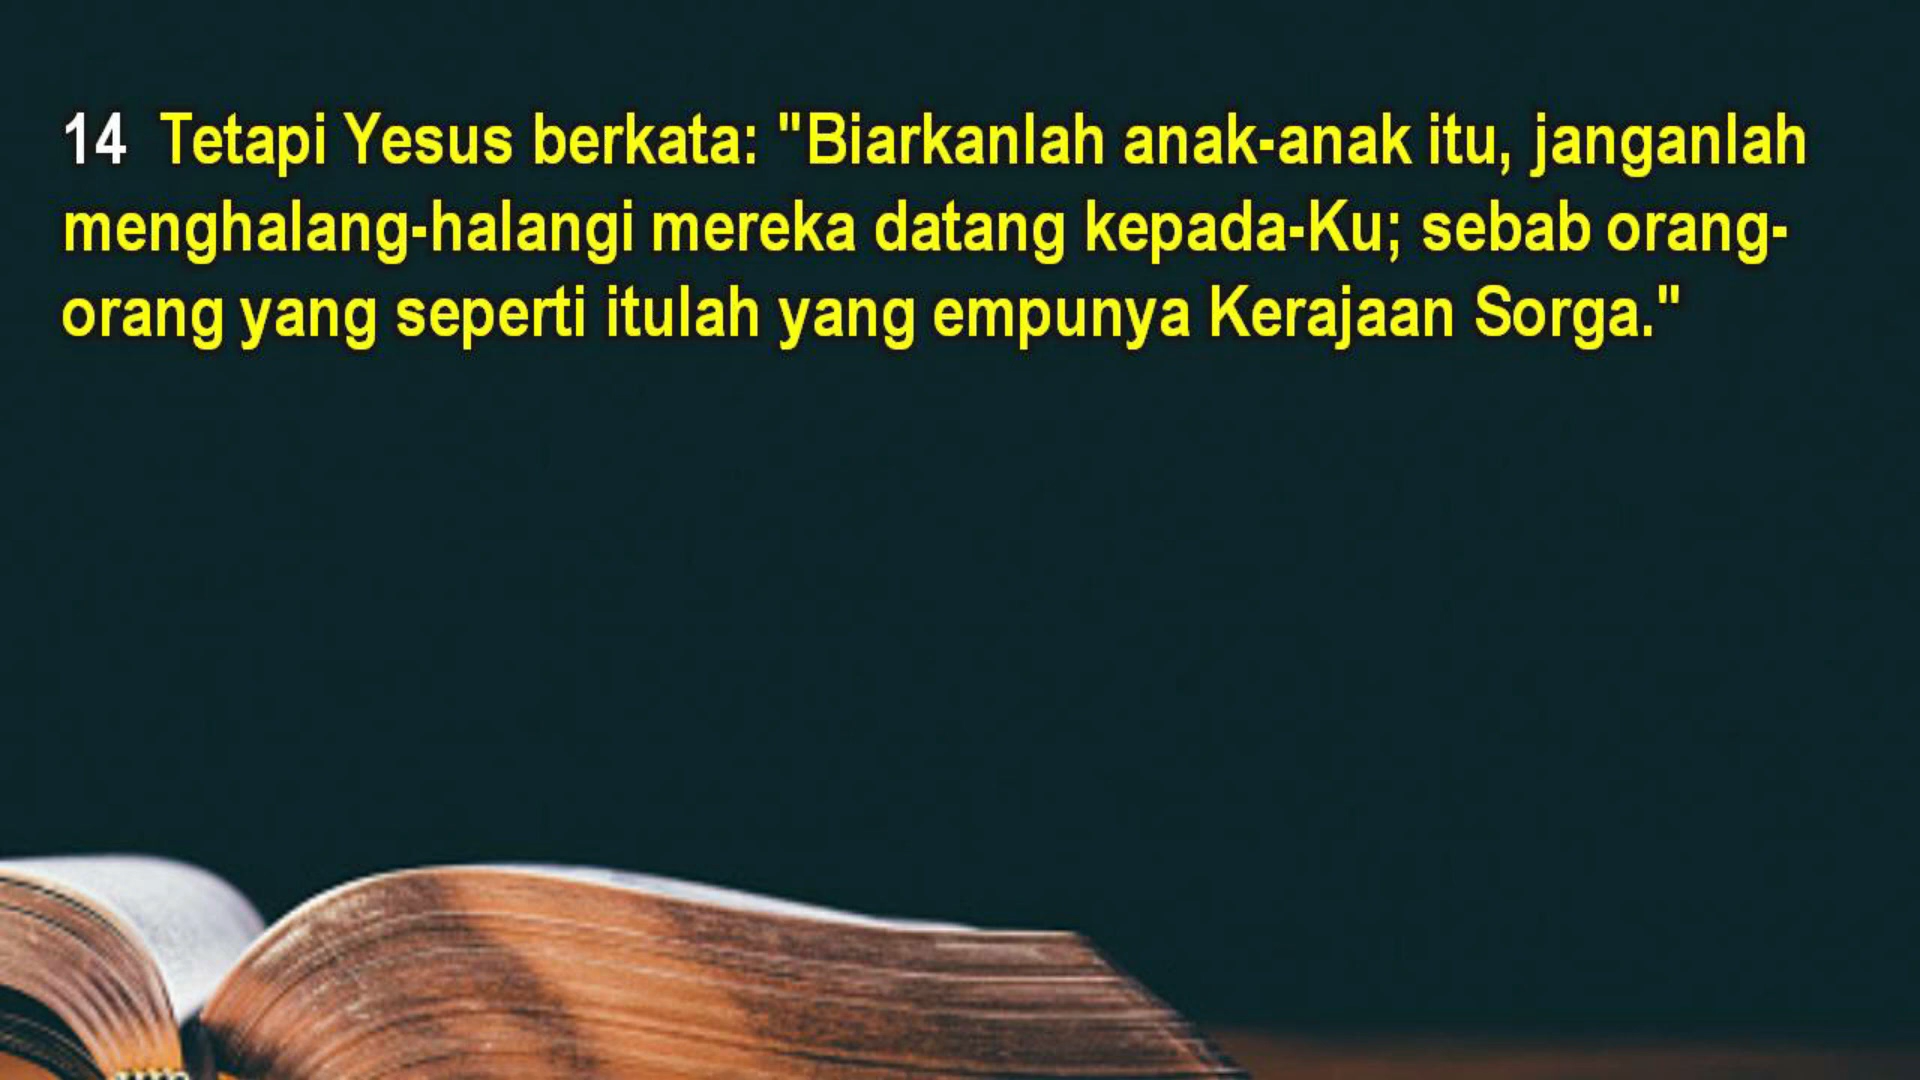 14 Tetapi Yesus berkata: "Biarkanlah anak-anak itu, janganlah
menghalang-halangi mereka datang kepada-Ku; sebab orang-
orang yang seperti itulah yang empunya Kerajaan Sorga."